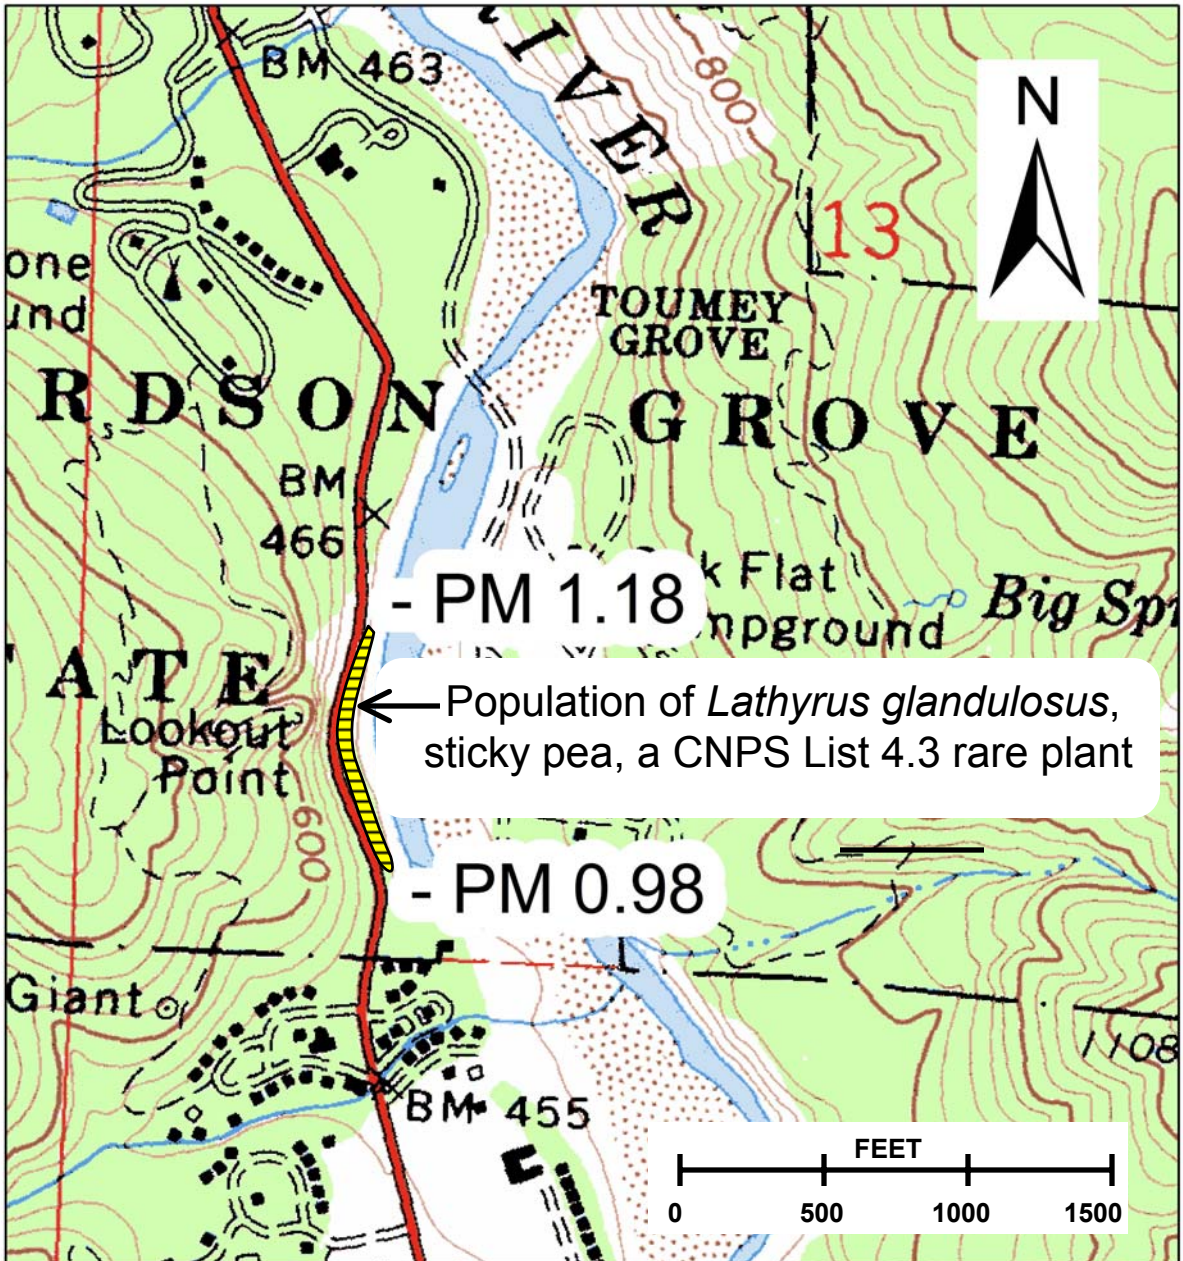 RIVER
BM 463
800
N
13
one
und
TOUMEY
GROVE
RDSON GROVE
BM
466
k Flat
mpground
Big Spr
- PM 1.18
ATE
Population of Lathyrus glandulosus,
sticky pea, a CNPS List 4.3 rare plant
Lookout
Point
600
- PM 0.98
Giant
1108
BM 455
FEET
0 500 1000 1500